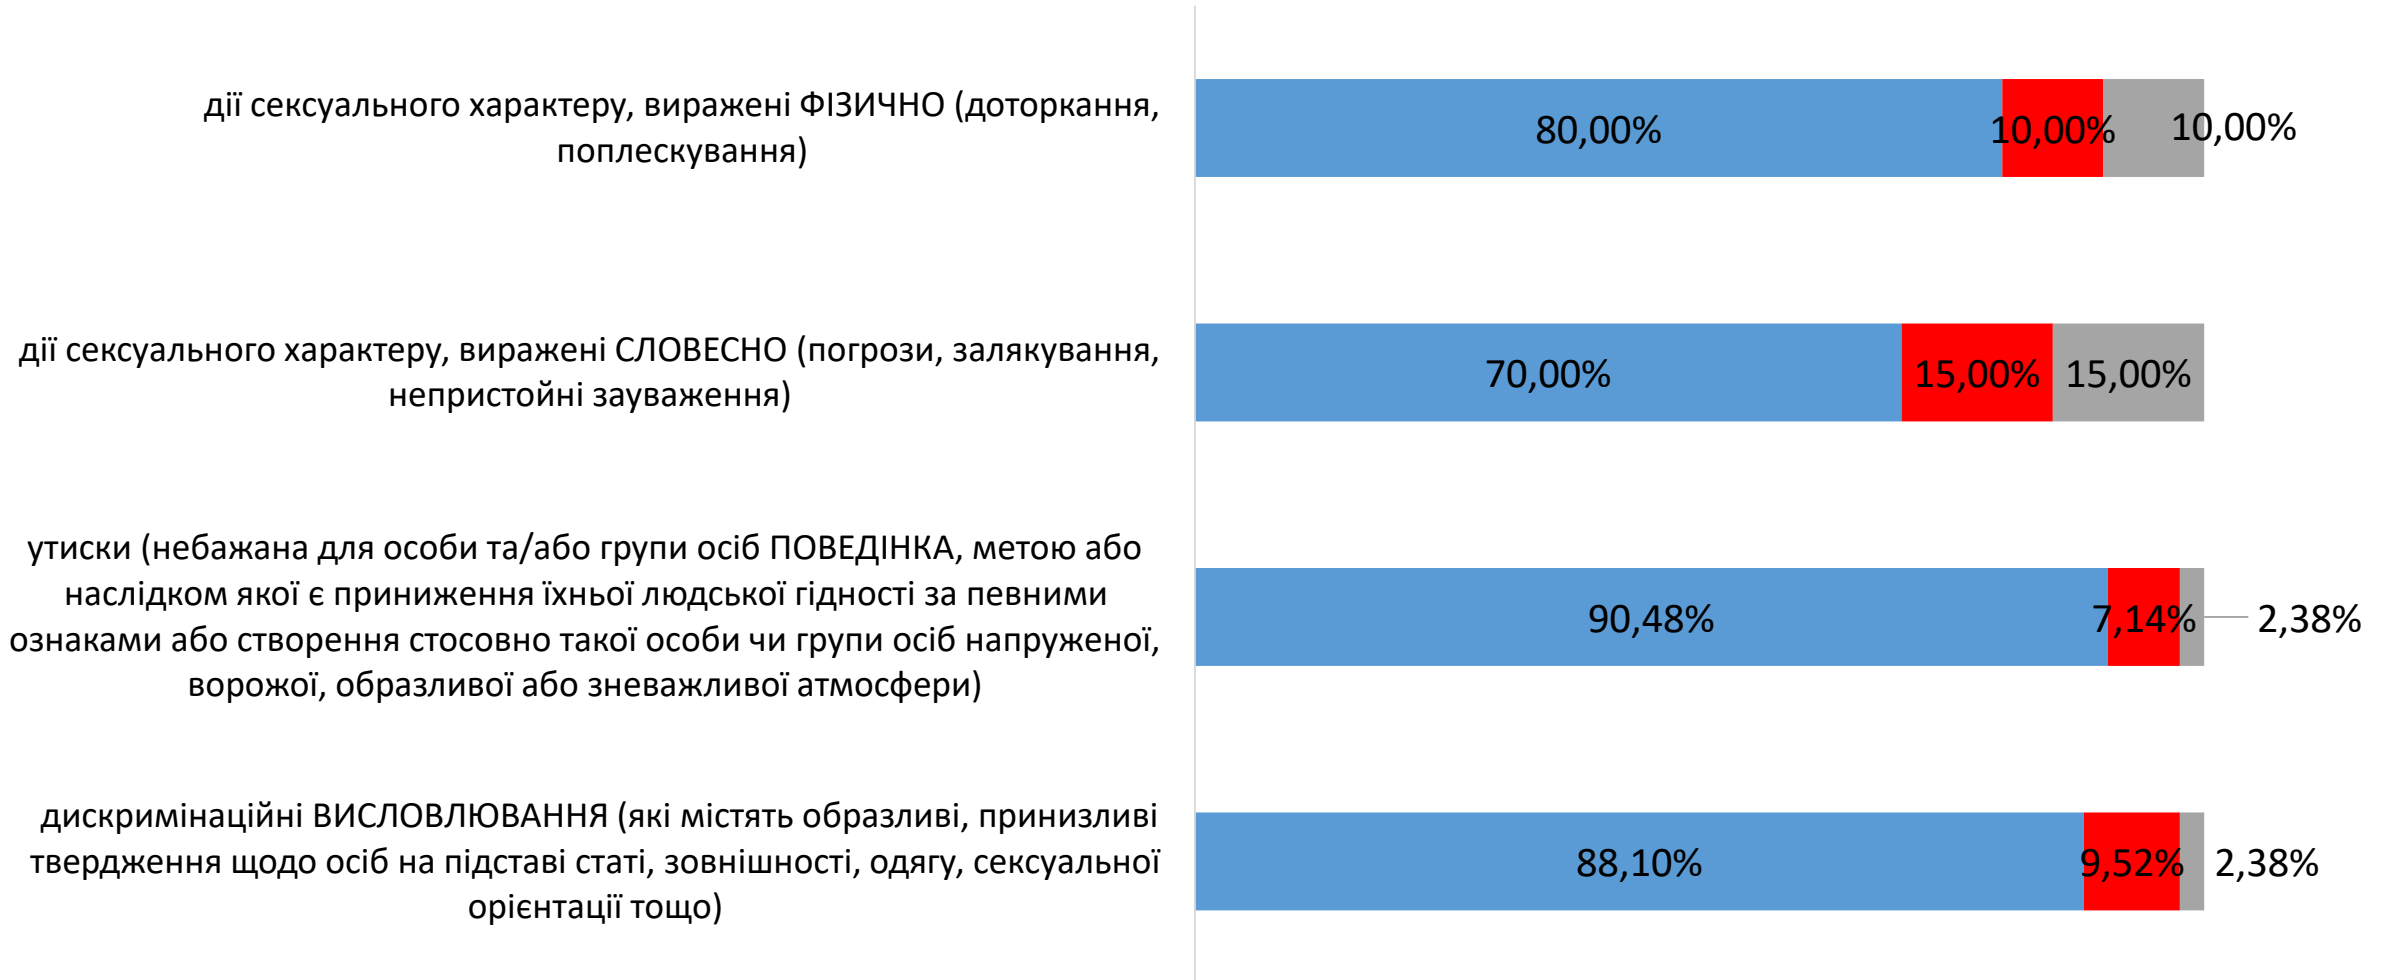 дії сексуального характеру, виражені ФІЗИЧНО (доторкання,
поплескування)
80,00%
10,00%
10,00%
дії сексуального характеру, виражені СЛОВЕСНО (погрози, залякування,
непристойні зауваження)
70,00%
15,00%
15,00%
утиски (небажана для особи та/або групи осіб ПОВЕДІНКА, метою або
наслідком якої є приниження їхньої людської гідності за певними
ознаками або створення стосовно такої особи чи групи осіб напруженої,
ворожої, образливої або зневажливої атмосфери)
90,48%
7,14%
2,38%
дискримінаційні ВИСЛОВЛЮВАННЯ (які містять образливі, принизливі
твердження щодо осіб на підставі статі, зовнішності, одягу, сексуальної
орієнтації тощо)
88,10%
9,52%
2,38%